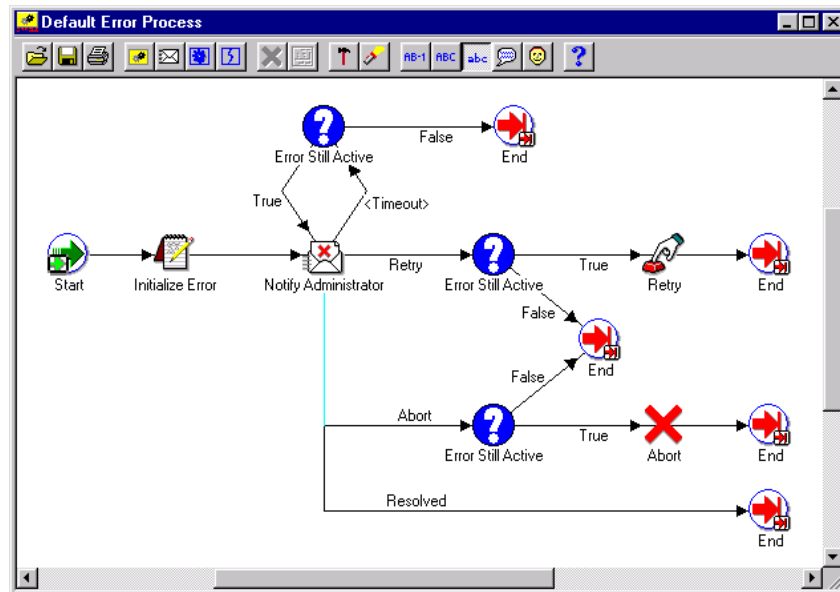 Default Error Process
AB-1 ABC abc
Error Still Active
False
End
True
<Timeout>
Start
Initialize Error
Notify Administrator
Retry
Error Still Active
True
Retry
End
False
End
False
Abort
Error Still Active
True
Abort
End
Resolved
End